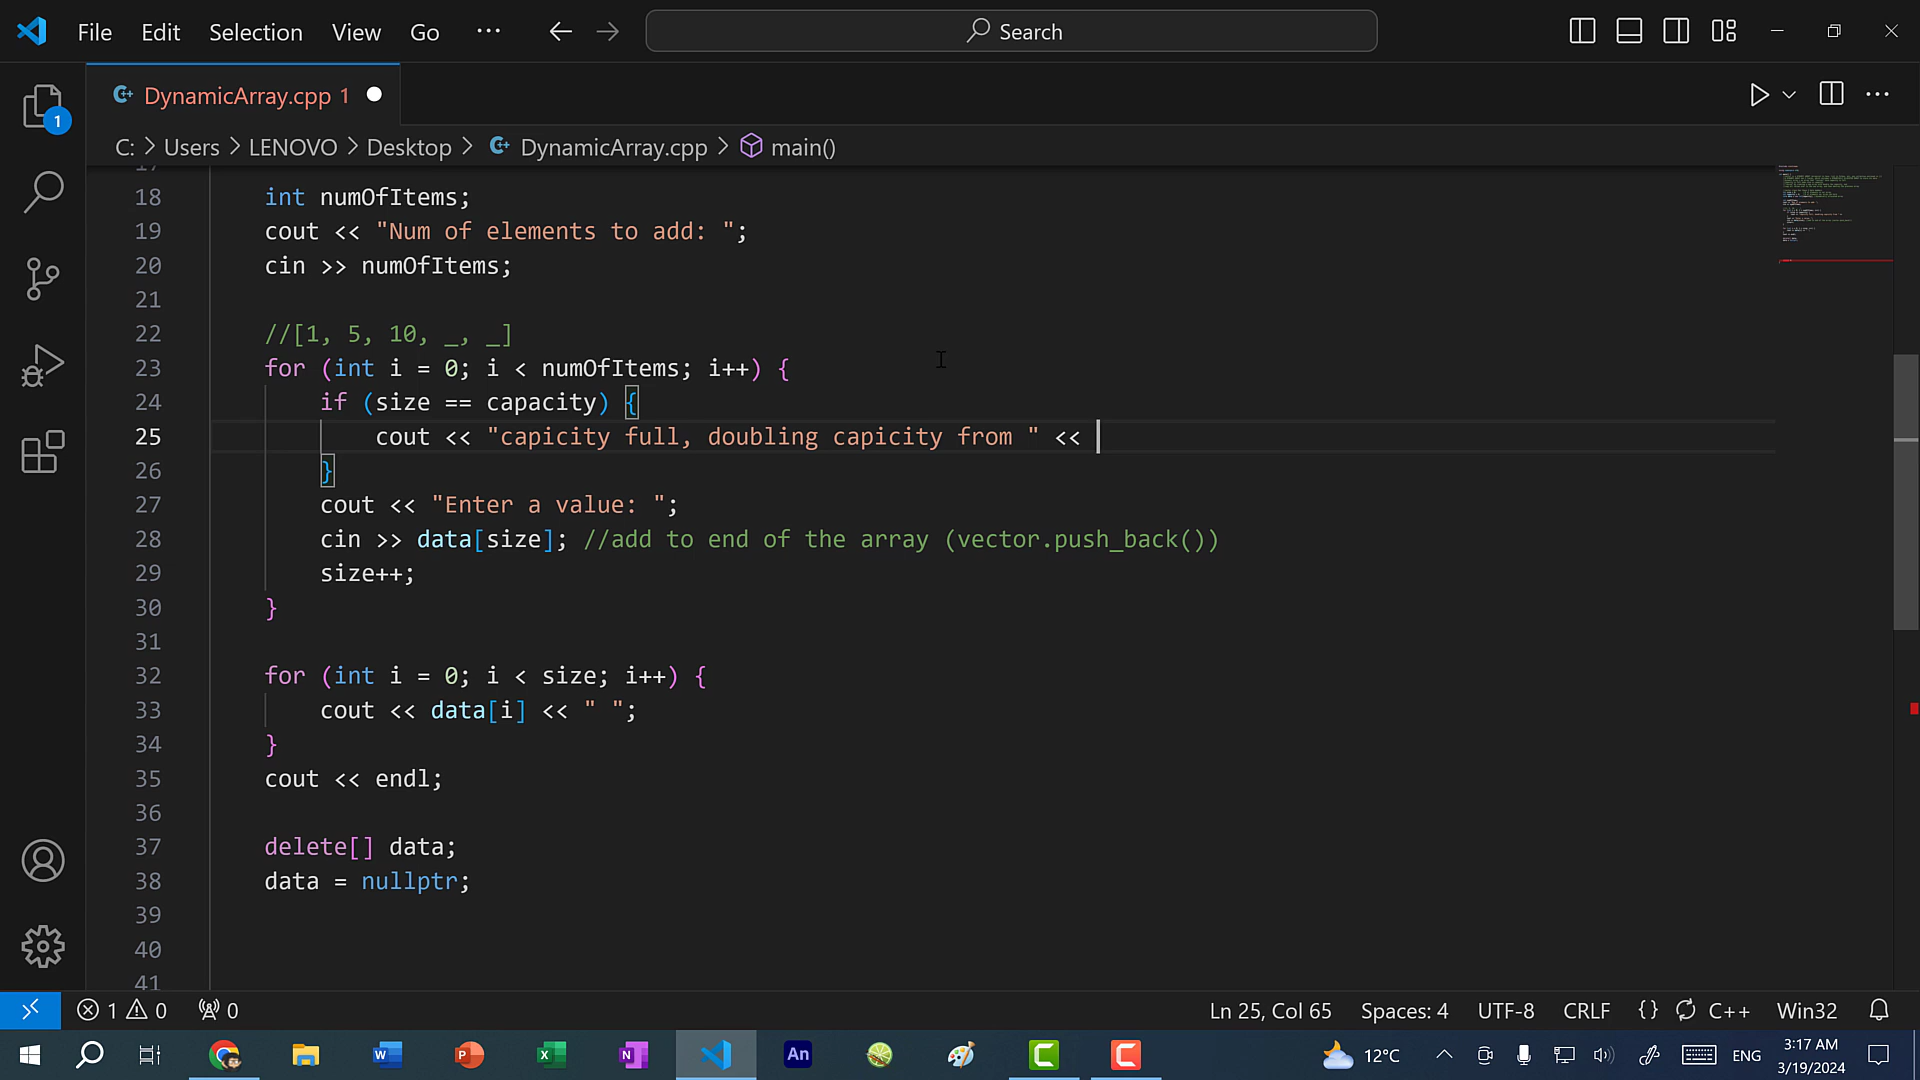 File Edit Selection View Go ··· Search
DynamicArray.cpp 1
C: > Users > LENOVO > Desktop > DynamicArray.cpp > main()
18 int numOfItems;
19 cout << "Num of elements to add: ";
20 cin >> numOfItems;
21
22 //[1, 5, 10, _, _]
23 for (int i = 0; i < numOfItems; i++) {
24 if (size == capacity) {
25 cout << "capicity full, doubling capicity from " <<
26 }
27 cout << "Enter a value: ";
28 cin >> data[size]; //add to end of the array (vector.push_back())
29 size++;
30 }
31
32 for (int i = 0; i < size; i++) {
33 cout << data[i] << " ";
34 }
35 cout << endl;
36
37 delete[] data;
38 data = nullptr;
39
40
41
1 0 0 Ln 25, Col 65 Spaces: 4 UTF-8 CRLF {} C++ Win32
12°C ENG 3:17 AM
3/19/2024